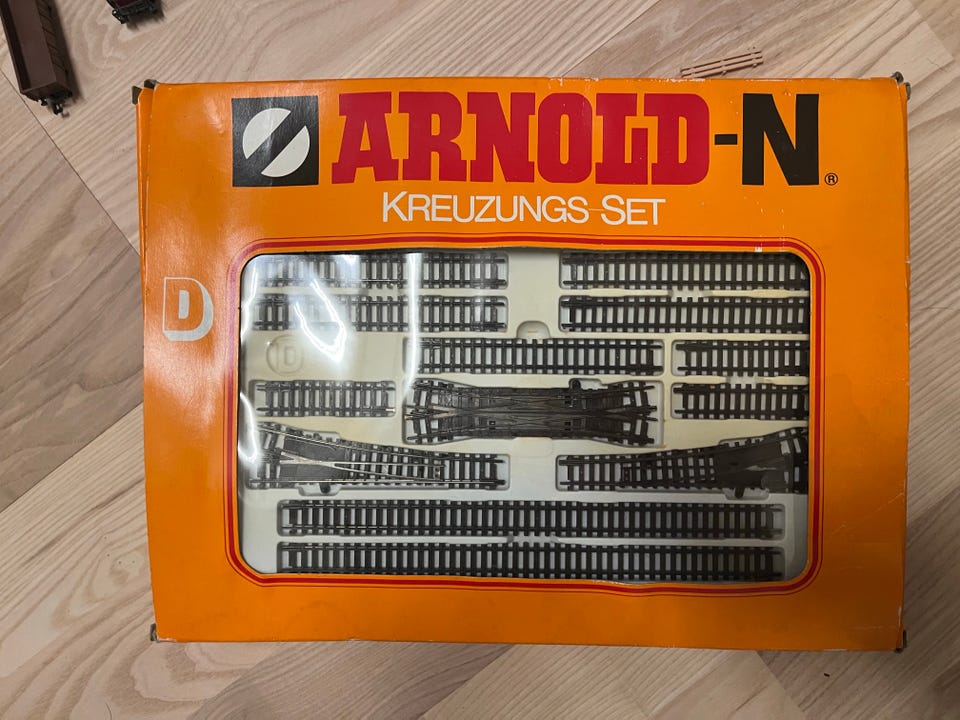 ARNOLD-N®
KREUZUNGS-SET
D
D